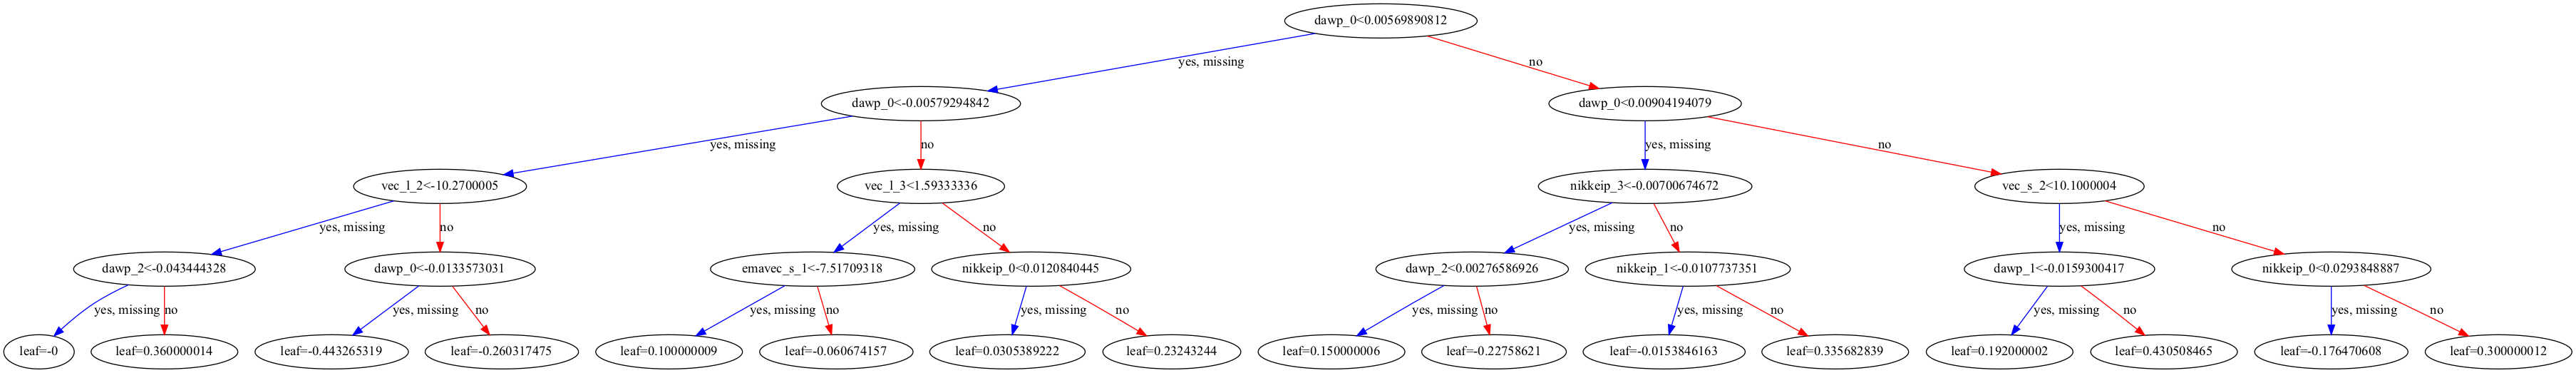 dawp_0<0.00569890812
yes, missing
no
dawp_0<-0.00579294842
dawp_0<0.00904194079
yes, missing
no
yes, missing
no
vec_l_2<-10.2700005
vec_l_3<1.59333336
nikkeip_3<-0.00700674672
vec_s_2<10.1000004
yes, missing
no
yes, missing
no
yes, missing
no
yes, missing
no
dawp_2<-0.043444328
dawp_0<-0.0133573031
emavec_s_1<-7.51709318
nikkeip_0<0.0120840445
dawp_2<0.00276586926
nikkeip_1<-0.0107737351
dawp_1<-0.0159300417
nikkeip_0<0.0293848887
yes, missing
no
yes, missing
no
yes, missing
no
yes, missing
no
yes, missing
no
yes, missing
no
yes, missing
no
yes, missing
no
leaf=-0
leaf=0.360000014
leaf=-0.443265319
leaf=-0.260317475
leaf=0.100000009
leaf=-0.060674157
leaf=0.0305389222
leaf=0.23243244
leaf=0.150000006
leaf=-0.22758621
leaf=-0.0153846163
leaf=0.335682839
leaf=0.192000002
leaf=0.430508465
leaf=-0.176470608
leaf=0.300000012